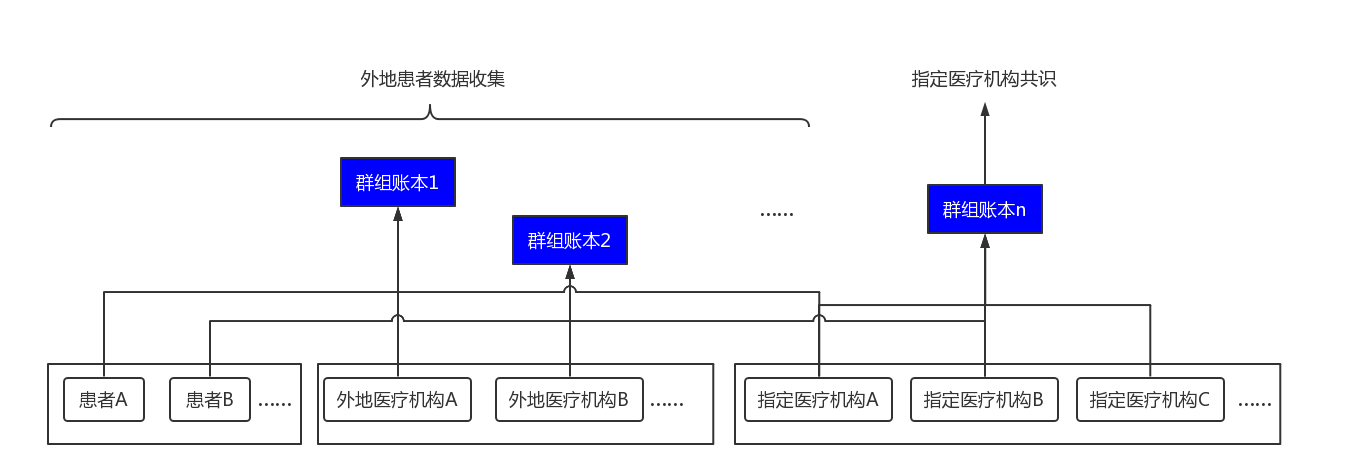 外地患者数据收集
指定医疗机构共识
群组账本1
群组账本2
……
群组账本n
患者A
患者B
……
外地医疗机构A
外地医疗机构B
……
指定医疗机构A
指定医疗机构B
指定医疗机构C
……